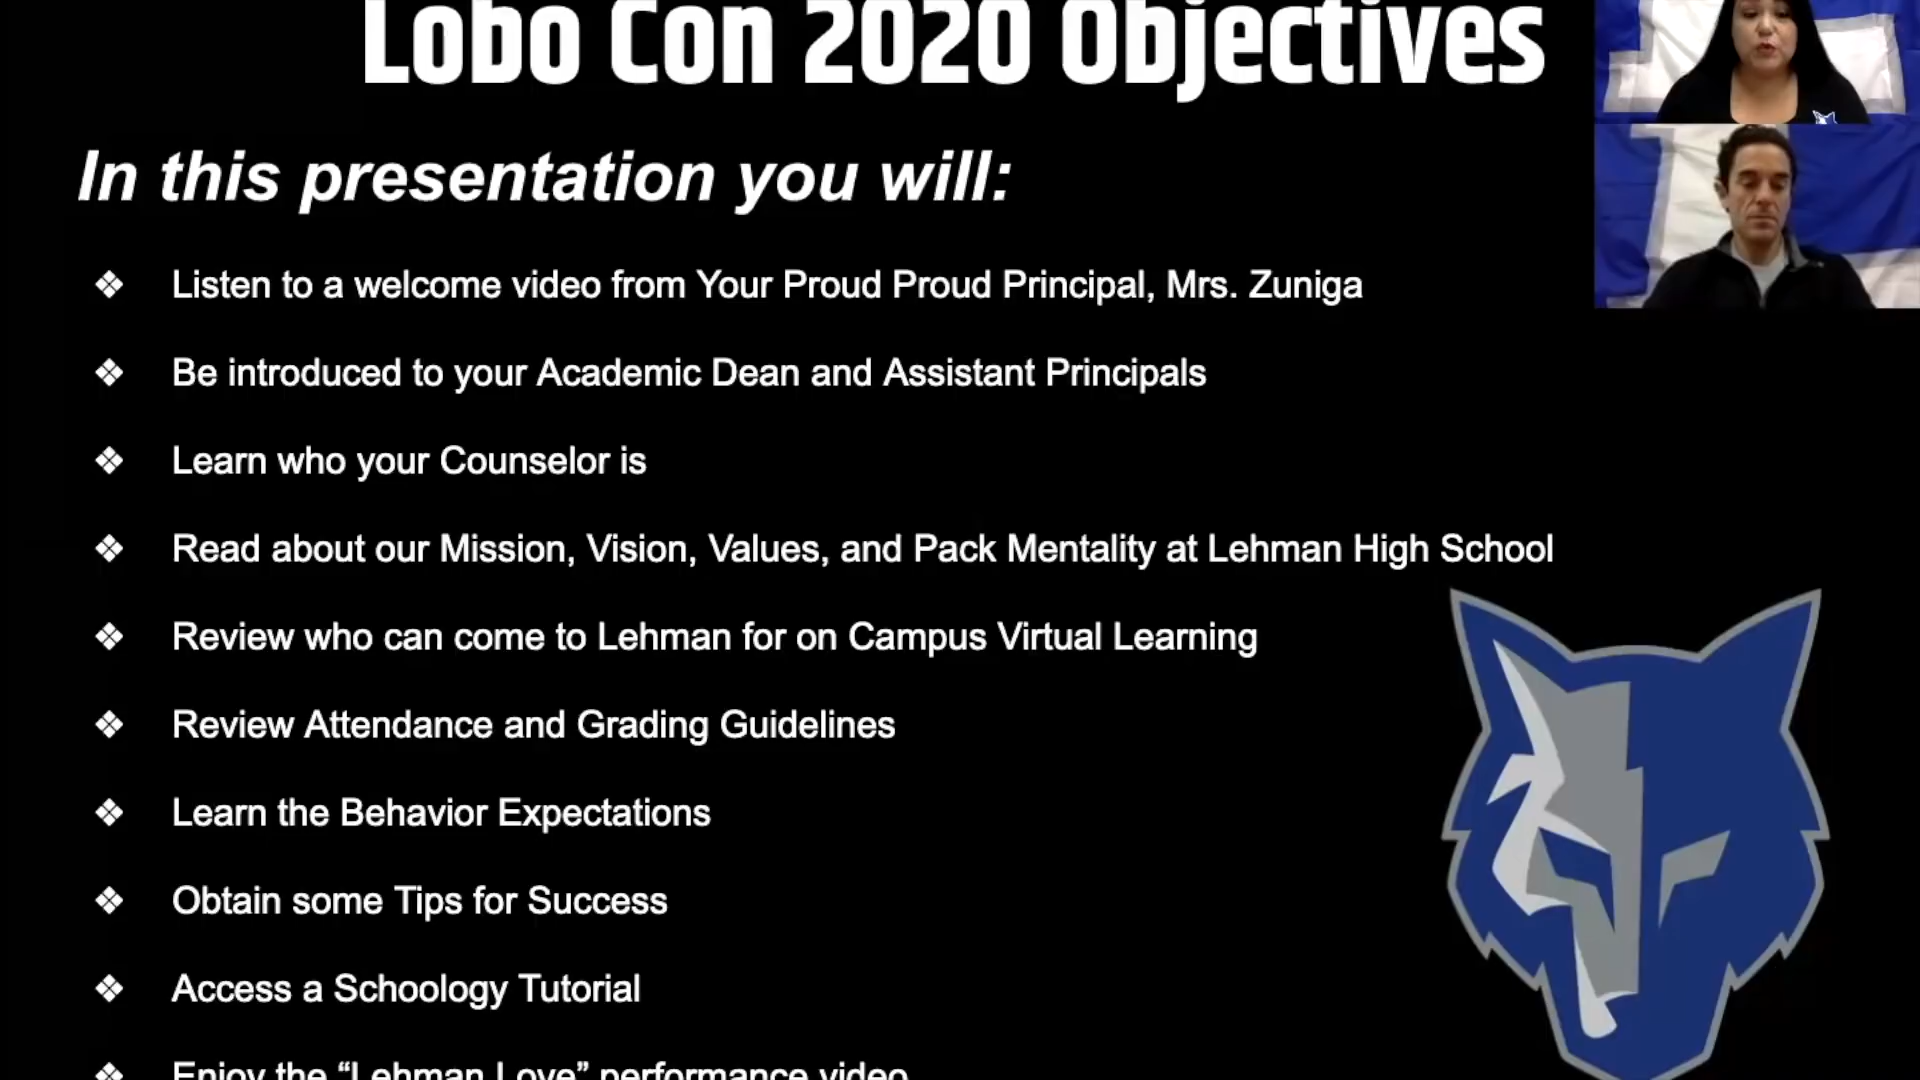 Lobo Con 2020 Objectives
In this presentation you will:
❖ Listen to a welcome video from Your Proud Proud Principal, Mrs. Zuniga
❖ Be introduced to your Academic Dean and Assistant Principals
❖ Learn who your Counselor is
❖ Read about our Mission, Vision, Values, and Pack Mentality at Lehman High School
❖ Review who can come to Lehman for on Campus Virtual Learning
❖ Review Attendance and Grading Guidelines
❖ Learn the Behavior Expectations
❖ Obtain some Tips for Success
❖ Access a Schoology Tutorial
❖ Enjoy the “Lehman Love” performance video